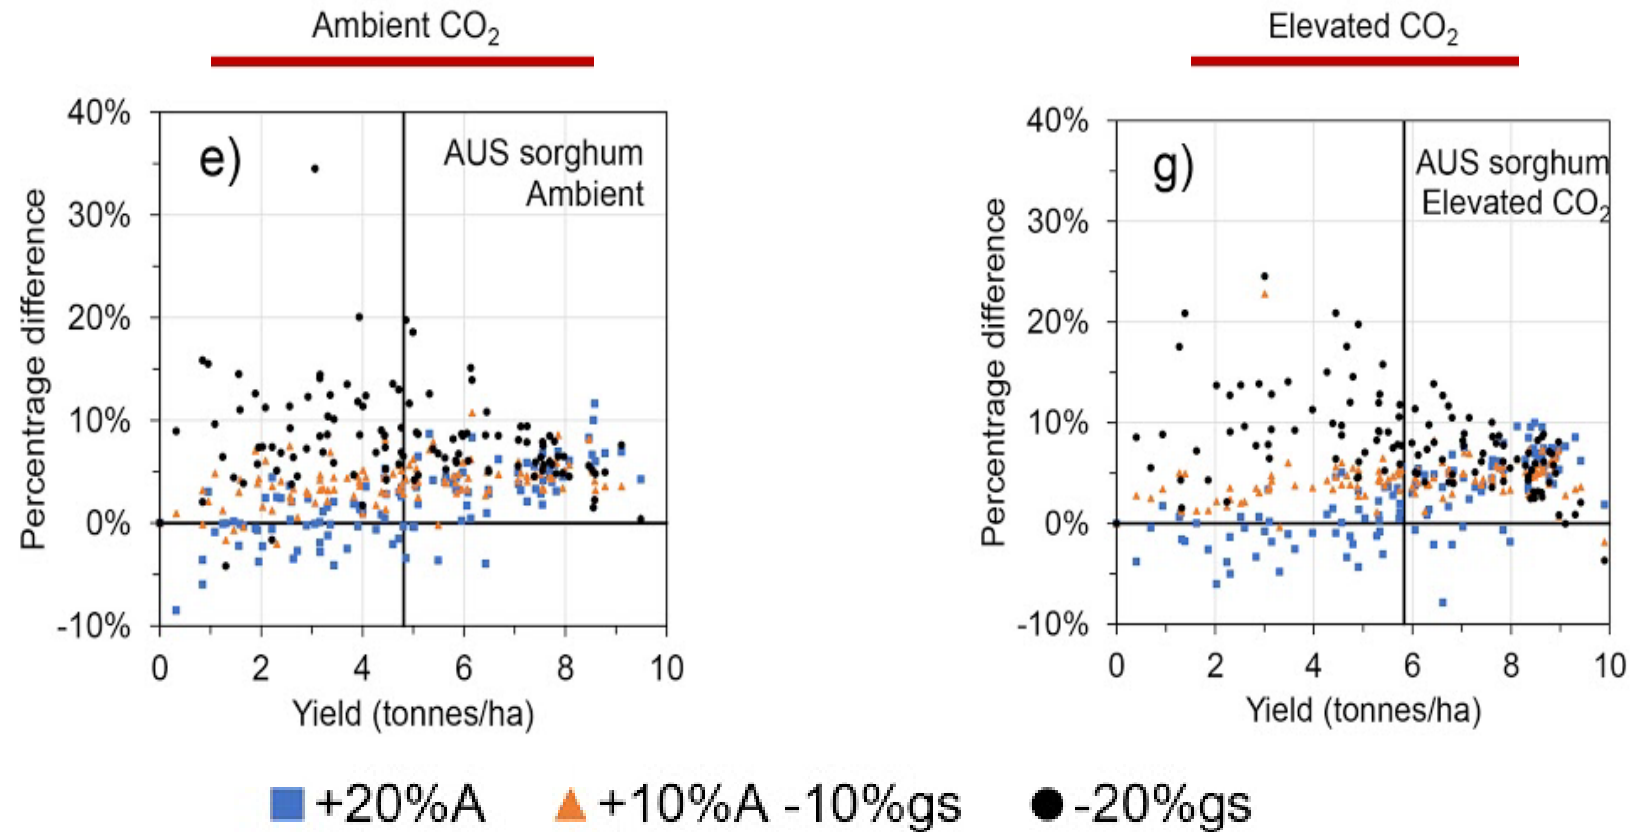 Ambient CO2
Elevated CO2
40%
30%
20%
10%
0%
-10%
Percentrage difference
e)
AUS sorghum
Ambient
0 2 4 6 8 10
Yield (tonnes/ha)
40%
30%
20%
10%
0%
-10%
Percentrage difference
g)
AUS sorghum
Elevated CO2
0 2 4 6 8 10
Yield (tonnes/ha)
+20%A +10%A -10%gs -20%gs